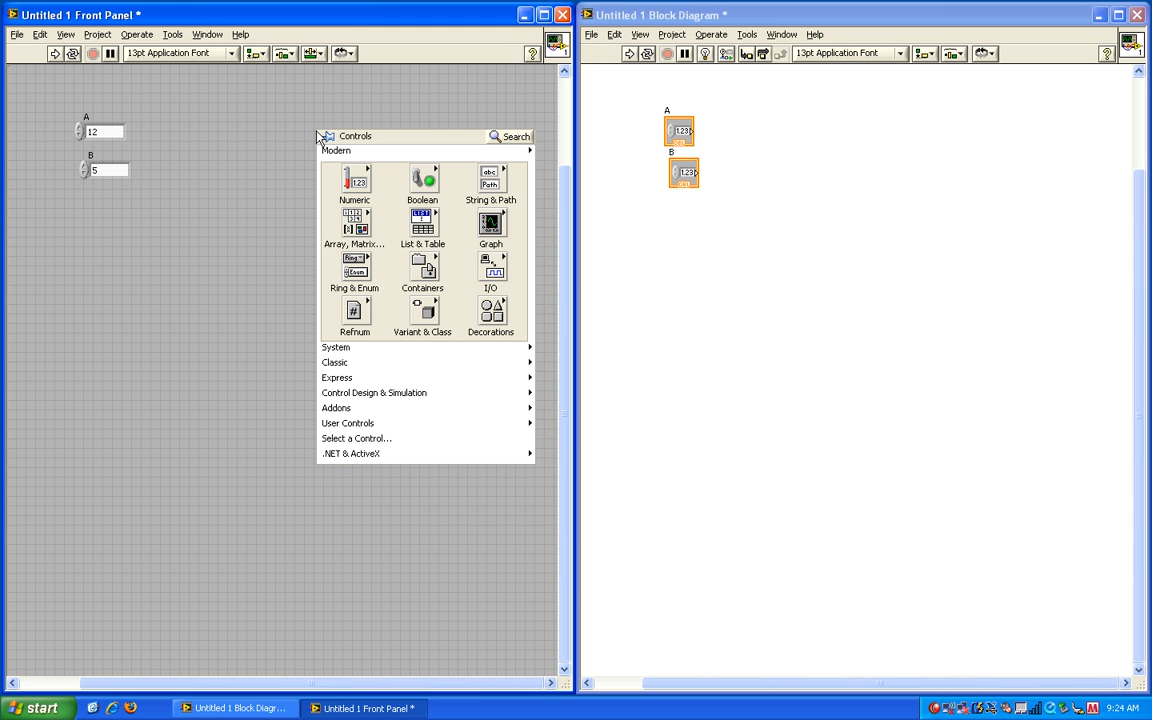 Untitled 1 Front Panel *
File Edit View Project Operate Tools Window Help
13pt Application Font
A
12
B
5
Controls
Search
Modern
Numeric Boolean String & Path
Array, Matrix... List & Table Graph
Ring & Enum Containers I/O
Refnum Variant & Class Decorations
System
Classic
Express
Control Design & Simulation
Addons
User Controls
Select a Control...
.NET & ActiveX
Untitled 1 Block Diagram *
File Edit View Project Operate Tools Window Help
13pt Application Font
A
1.23
B
1.23
start
Untitled 1 Block Diagr...
Untitled 1 Front Panel *
9:24 AM